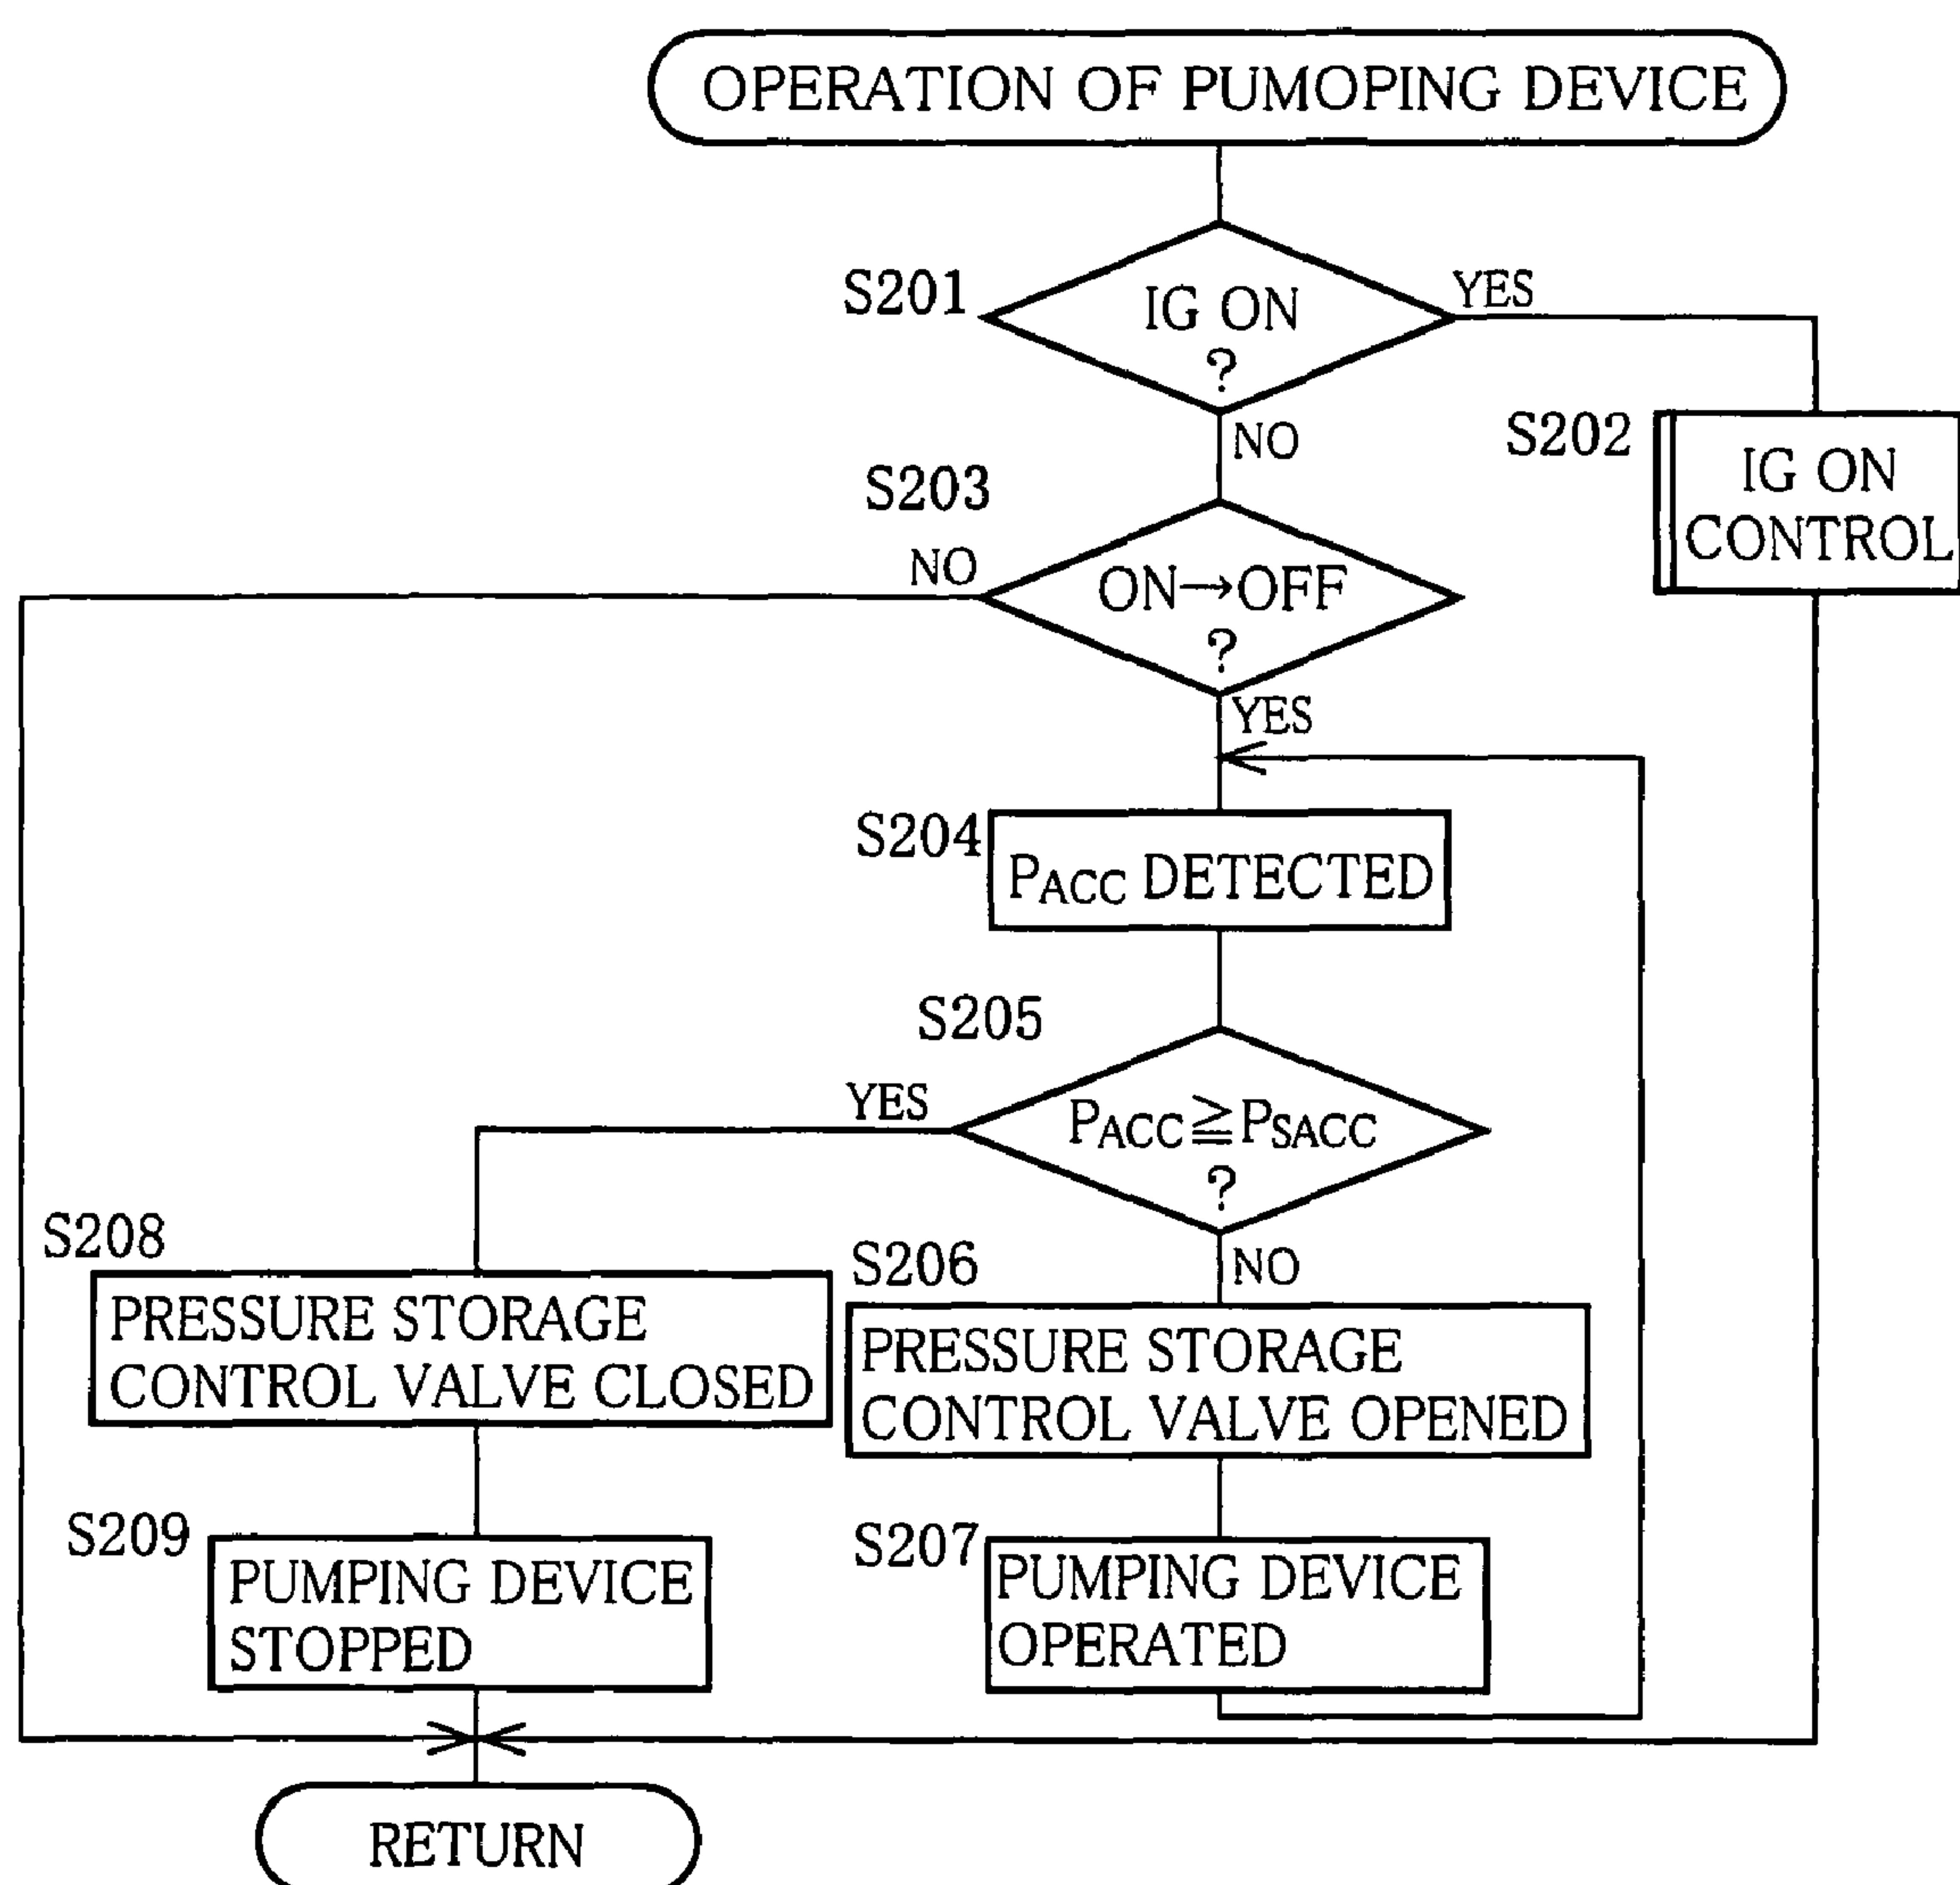 OPERATION OF PUMOPING DEVICE
S201
IG ON
?
YES
NO
S202
IG ON
CONTROL
S203
NO
ON→OFF
?
YES
S204
PACC DETECTED
S205
YES
PACC≧PSACC
?
NO
S208
PRESSURE STORAGE
CONTROL VALVE CLOSED
S206
PRESSURE STORAGE
CONTROL VALVE OPENED
S209
PUMPING DEVICE
STOPPED
S207
PUMPING DEVICE
OPERATED
RETURN